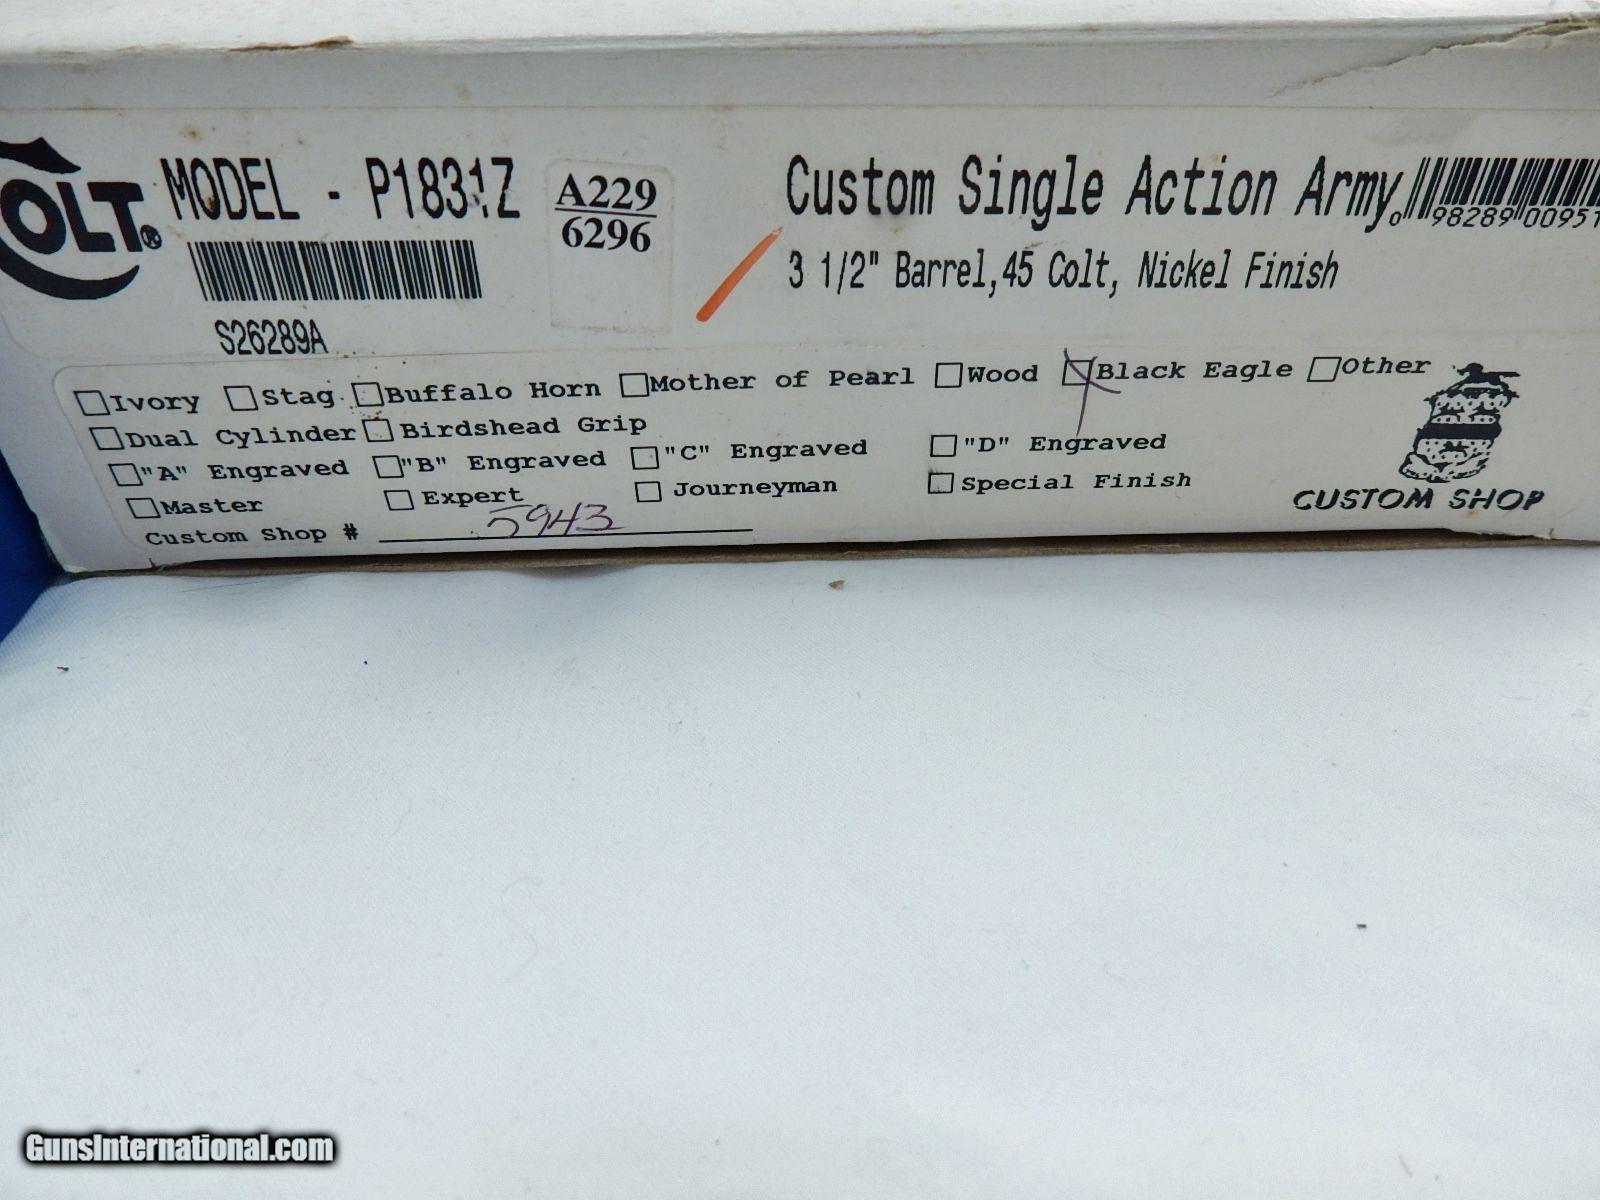 COLT®
MODEL - P1831Z
S26289A
A229
6296
Custom Single Action Army
3 1/2" Barrel, 45 Colt, Nickel Finish
0 98289 00951
Ivory Stag Buffalo Horn Mother of Pearl Wood Black Eagle Other
Dual Cylinder Birdshead Grip
"A" Engraved "B" Engraved "C" Engraved "D" Engraved
Master Expert Journeyman Special Finish
Custom Shop # 5943
CUSTOM SHOP
GunsInternational.com